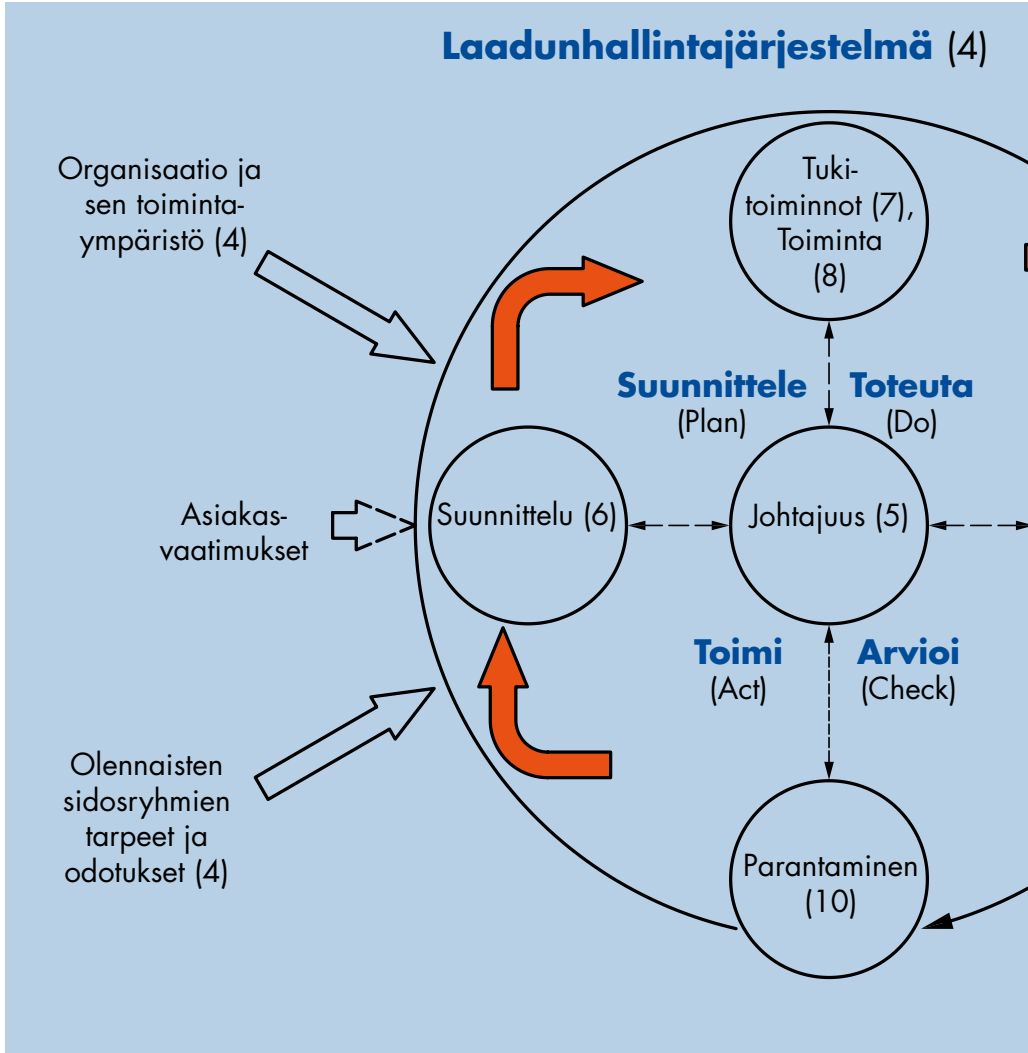 Laadunhallintajärjestelmä (4)
Organisaatio ja
sen toiminta-
ympäristö (4)
Tuki-
toiminnot (7),
Toiminta
(8)
Suunnittele
(Plan)
Toteuta
(Do)
Asiakas-
vaatimukset
Suunnittelu (6)
Johtajuus (5)
Toimi
(Act)
Arvioi
(Check)
Olennaisten
sidosryhmien
tarpeet ja
odotukset (4)
Parantaminen
(10)